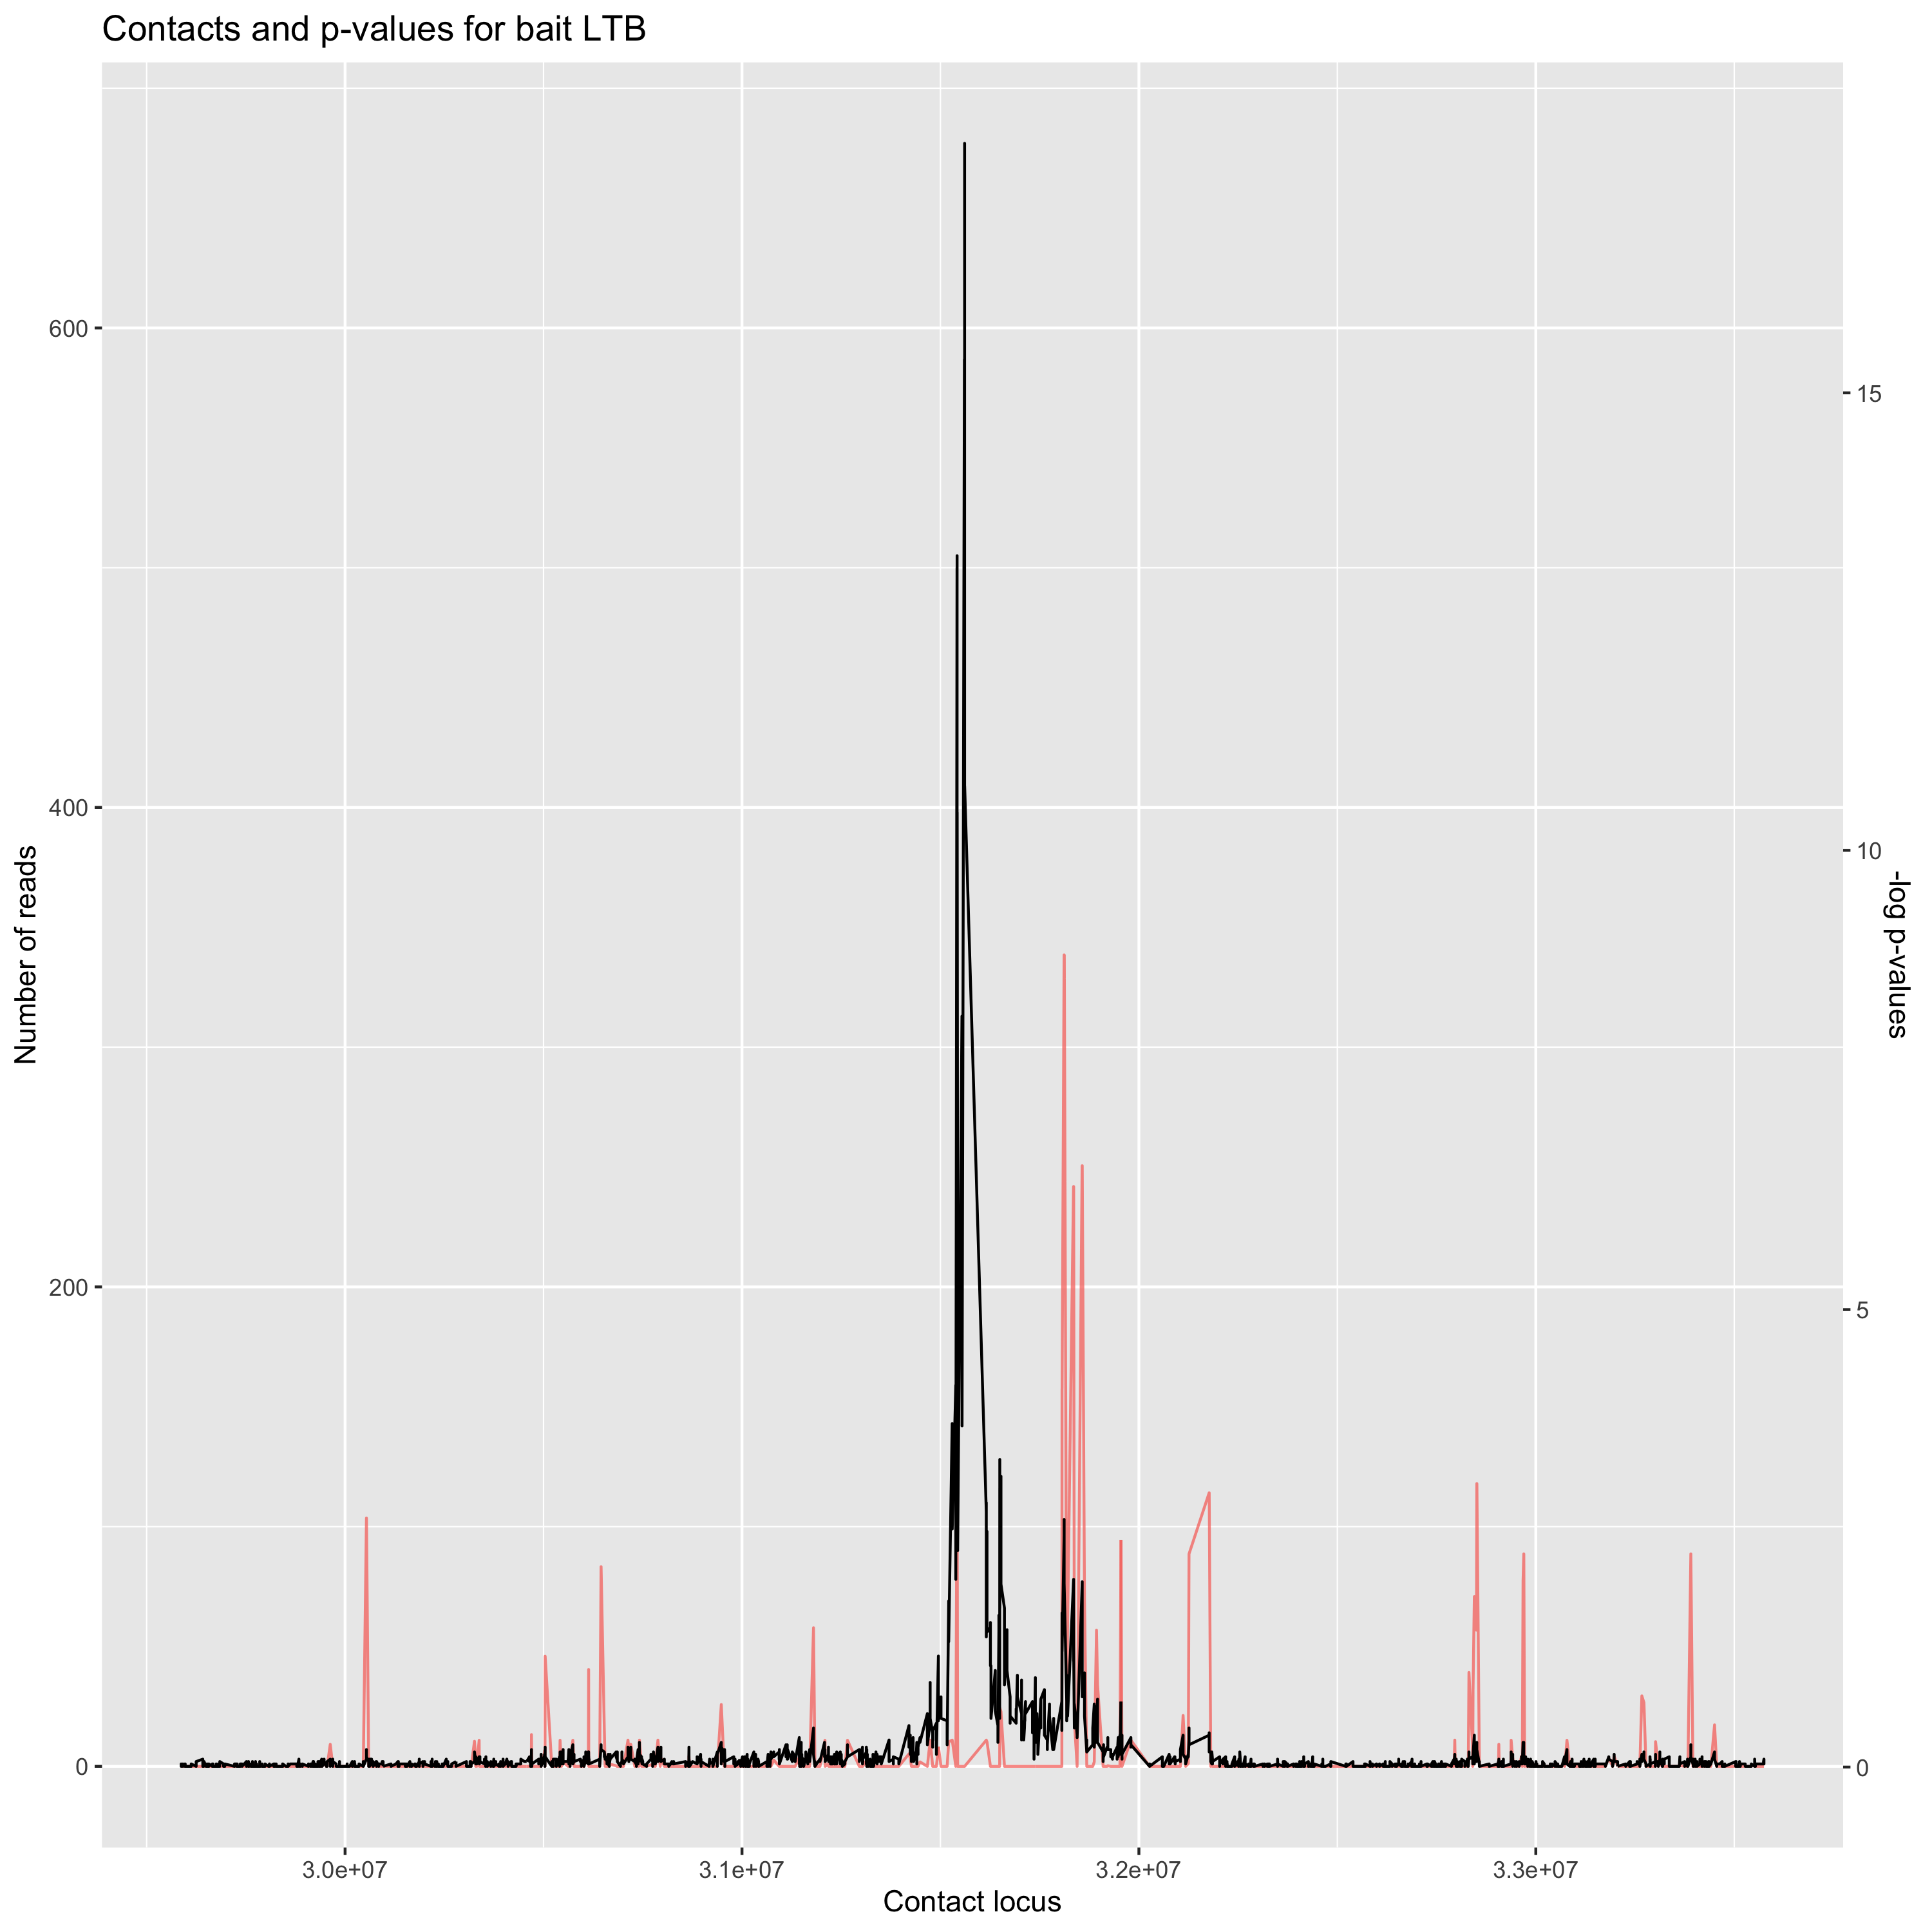 Contacts and p-values for bait LTB
Number of reads
600
400
200
0
15
10
5
0
-log p-values
3.0e+07
3.1e+07
3.2e+07
3.3e+07
Contact locus